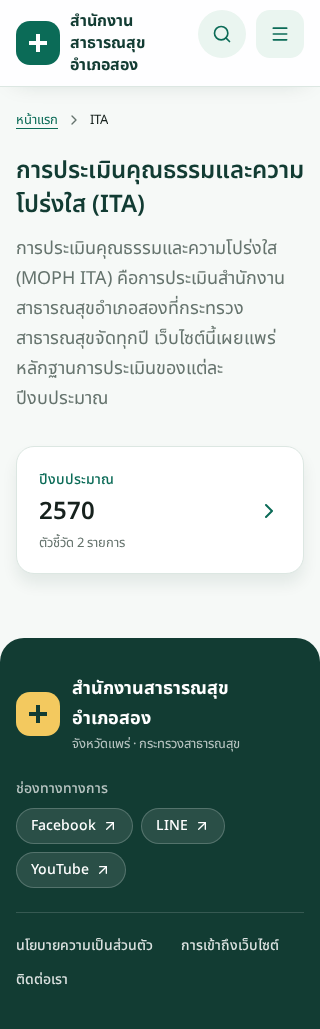 สำนักงาน
สาธารณสุข
อำเภอสอง
หน้าแรก
ITA
การประเมินคุณธรรมและความ
โปร่งใส (ITA)
การประเมินคุณธรรมและความโปร่งใส
(MOPH ITA) คือการประเมินสำนักงาน
สาธารณสุขอำเภอสองที่กระทรวง
สาธารณสุขจัดทุกปี เว็บไซต์นี้เผยแพร่
หลักฐานการประเมินของแต่ละ
ปีงบประมาณ
ปีงบประมาณ
2570
ตัวชี้วัด 2 รายการ
สำนักงานสาธารณสุข
อำเภอสอง
จังหวัดแพร่ · กระทรวงสาธารณสุข
ช่องทางทางการ
Facebook
LINE
YouTube
นโยบายความเป็นส่วนตัว
การเข้าถึงเว็บไซต์
ติดต่อเรา